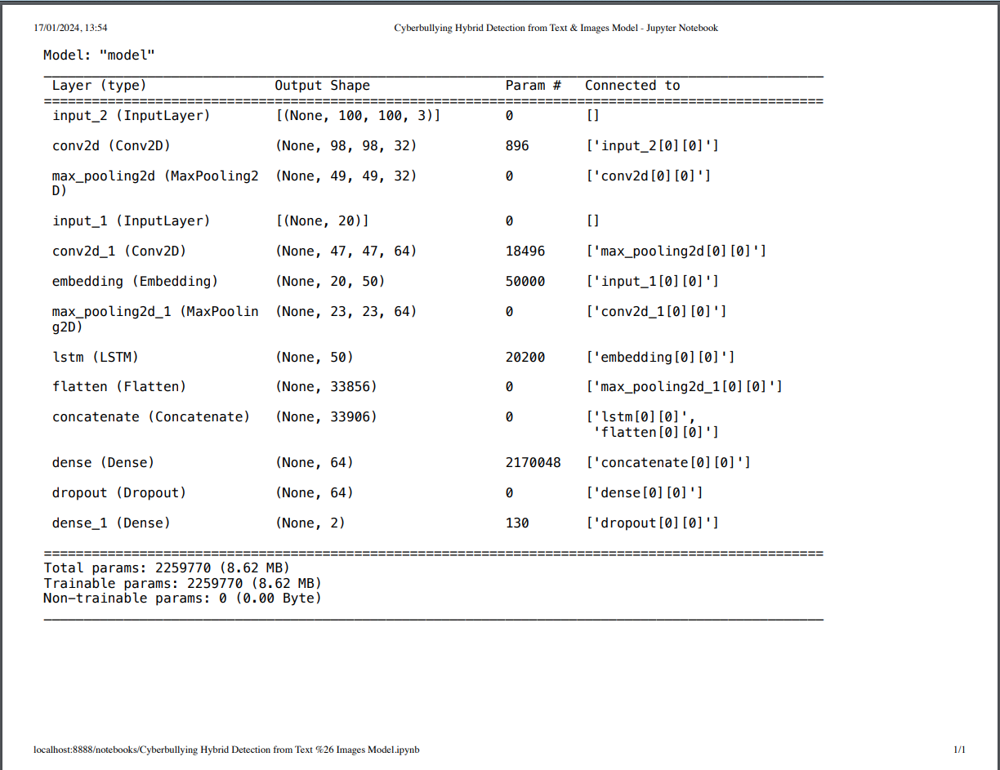 17/01/2024, 13:54 Cyberbullying Hybrid Detection from Text & Images Model - Jupyter Notebook
Model: "model"
Layer (type) Output Shape Param # Connected to
input_2 (InputLayer) [(None, 100, 100, 3)] 0 []
conv2d (Conv2D) (None, 98, 98, 32) 896 ['input_2[0][0]']
max_pooling2d (MaxPooling2 (None, 49, 49, 32) 0 ['conv2d[0][0]']
D)
input_1 (InputLayer) [(None, 20)] 0 []
conv2d_1 (Conv2D) (None, 47, 47, 64) 18496 ['max_pooling2d[0][0]']
embedding (Embedding) (None, 20, 50) 50000 ['input_1[0][0]']
max_pooling2d_1 (MaxPoolin (None, 23, 23, 64) 0 ['conv2d_1[0][0]']
g2D)
lstm (LSTM) (None, 50) 20200 ['embedding[0][0]']
flatten (Flatten) (None, 33856) 0 ['max_pooling2d_1[0][0]']
concatenate (Concatenate) (None, 33906) 0 ['lstm[0][0]',
'flatten[0][0]']
dense (Dense) (None, 64) 2170048 ['concatenate[0][0]']
dropout (Dropout) (None, 64) 0 ['dense[0][0]']
dense_1 (Dense) (None, 2) 130 ['dropout[0][0]']
Total params: 2259770 (8.62 MB)
Trainable params: 2259770 (8.62 MB)
Non-trainable params: 0 (0.00 Byte)
localhost:8888/notebooks/Cyberbullying Hybrid Detection from Text %26 Images Model.ipynb 1/1